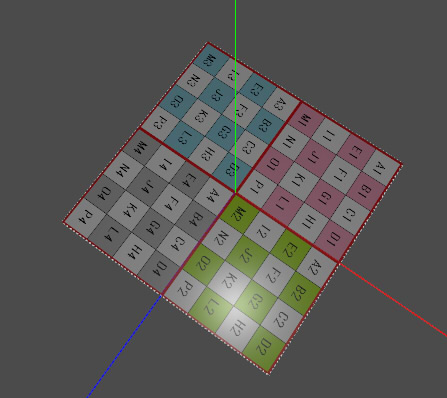 M3 I3 E3 A3 M1 I1 E1 A1
N3 J3 F3 B3 N1 J1 F1 B1
O3 K3 G3 C3 O1 K1 G1 C1
P3 L3 H3 D3 P1 L1 H1 D1
M4 I4 E4 A4 M2 I2 E2 A2
N4 J4 F4 B4 N2 J2 F2 B2
O4 K4 G4 C4 O2 K2 G2 C2
P4 L4 H4 D4 P2 L2 H2 D2